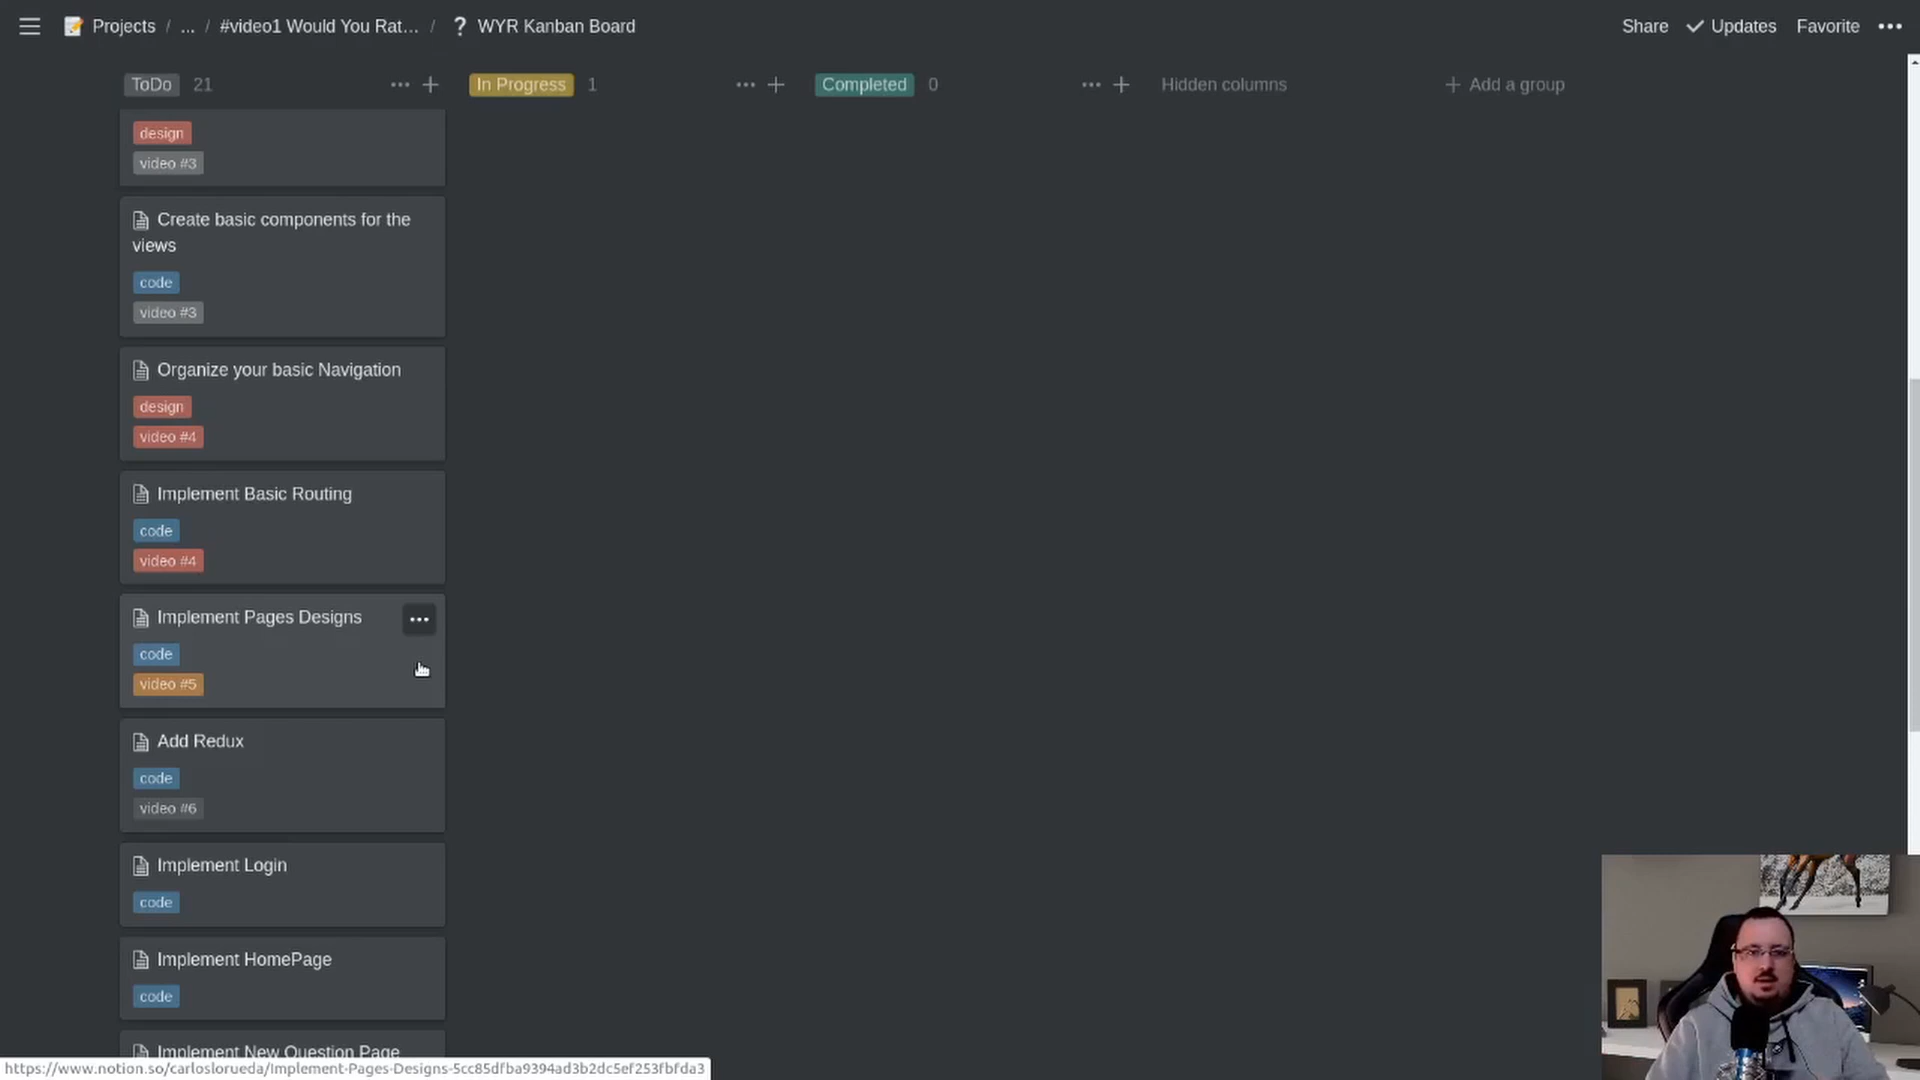 Projects / ... / #video1 Would You Rat... / ? WYR Kanban Board
Share Updates Favorite
ToDo 21
In Progress 1
Completed 0
Hidden columns
Add a group
design
video #3
Create basic components for the
views
code
video #3
Organize your basic Navigation
design
video #4
Implement Basic Routing
code
video #4
Implement Pages Designs
code
video #5
Add Redux
code
video #6
Implement Login
code
Implement HomePage
code
Implement New Question Page
https://www.notion.so/carloslorueda/Implement-Pages-Designs-5cc85dfba9394ad3b2dc5ef253fbfda3